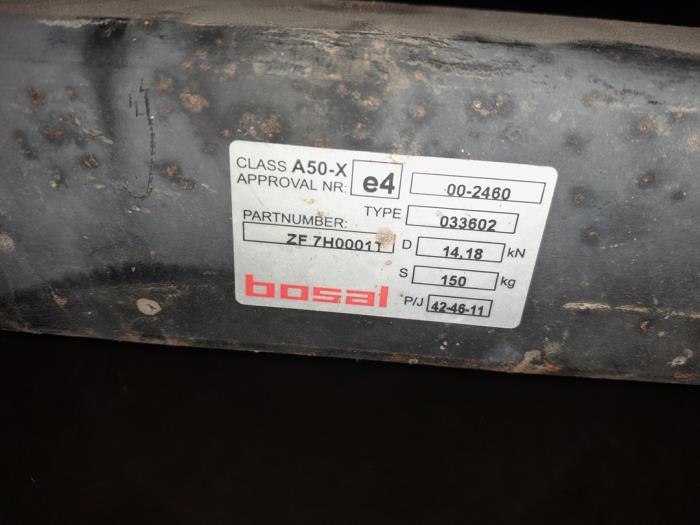 CLASS A50-X
APPROVAL NR: e4 00-2460
TYPE 033602
PARTNUMBER:
ZF 7H0001T D 14.18 kN
S 150 kg
bosal P/J 42-46-11